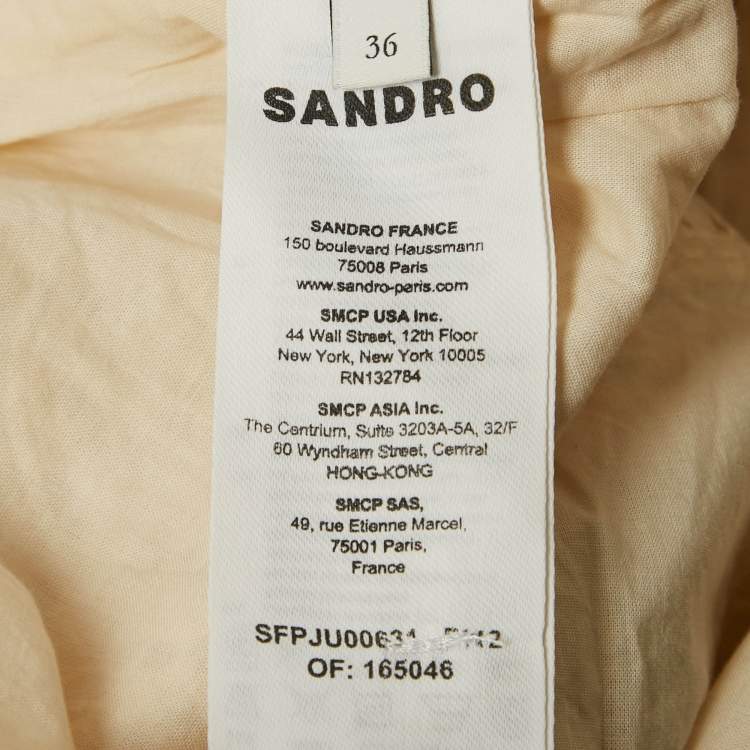 36
SANDRO
SANDRO FRANCE
150 boulevard Haussmann
75008 Paris
www.sandro-paris.com
SMCP USA Inc.
44 Wall Street, 12th Floor
New York, New York 10005
RN132784
SMCP ASIA Inc.
The Centrium, Suite 3203A-5A, 32/F
60 Wyndham Street, Central
HONG-KONG
SMCP SAS,
49, rue Etienne Marcel,
75001 Paris,
France
SFPJU00631
OF: 165046